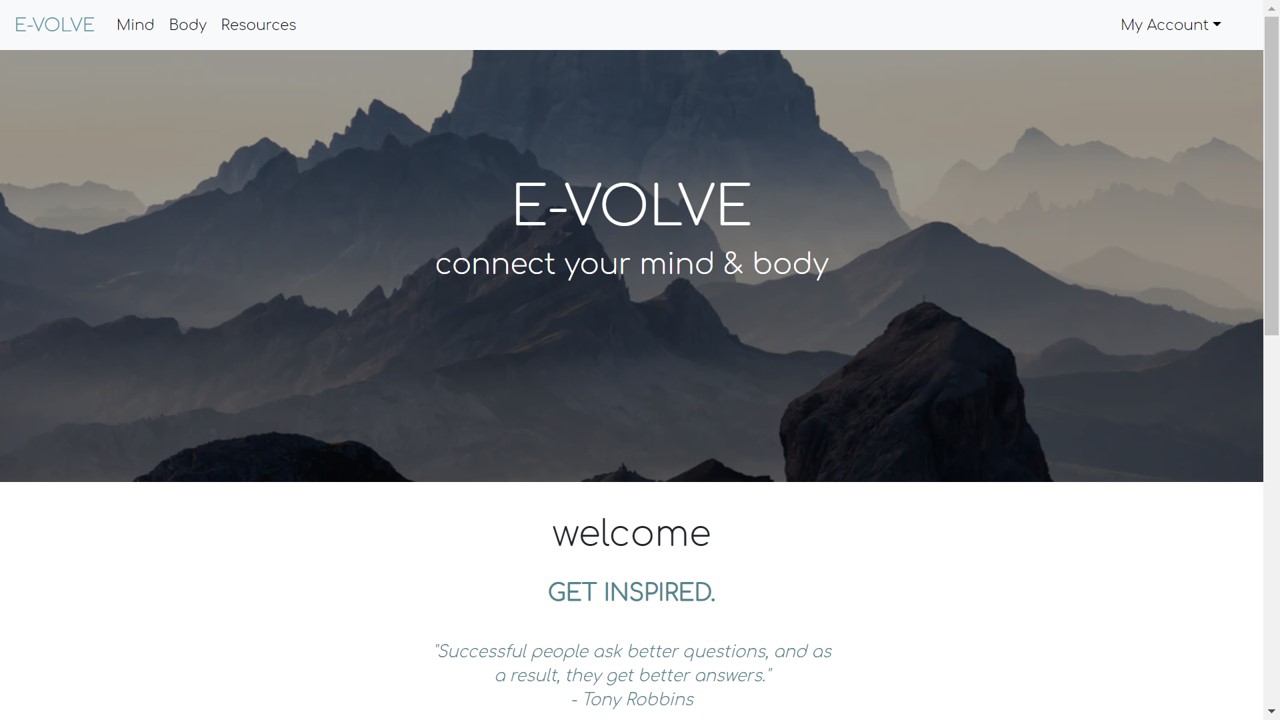 E-VOLVE Mind Body Resources My Account
E-VOLVE
connect your mind & body
welcome
GET INSPIRED.
"Successful people ask better questions, and as
a result, they get better answers."
- Tony Robbins